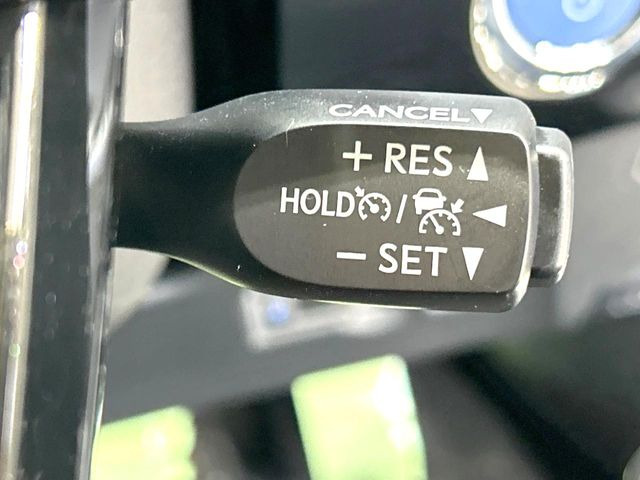 CANCEL▼
+ RES ▲
HOLD / ◀
− SET ▼